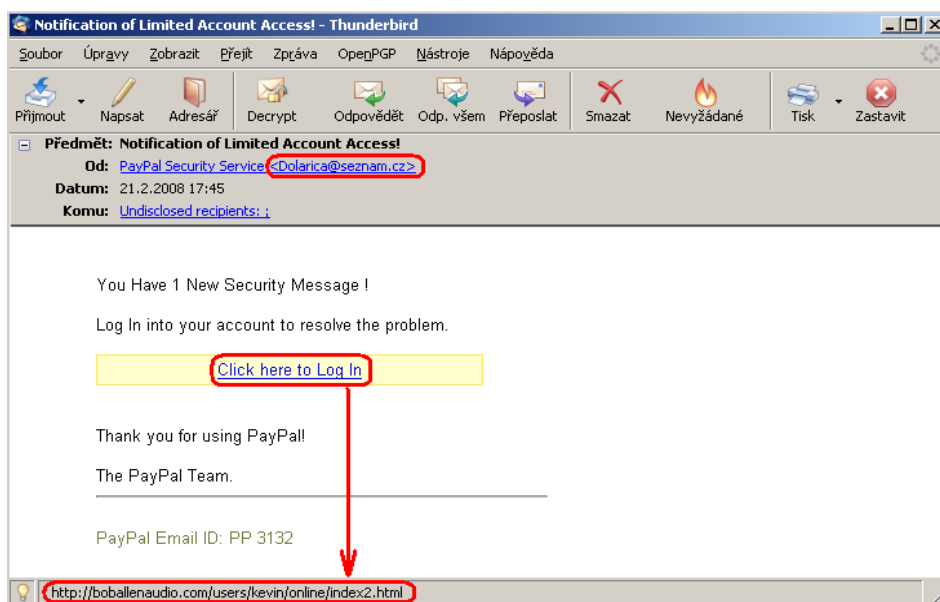 Notification of Limited Account Access! - Thunderbird
Soubor Úpravy Zobrazit Přejít Zpráva OpenPGP Nástroje Nápověda
Přijmout Napsat Adresář Decrypt Odpovědět Odp. všem Přeposlat Smazat Nevyžádané Tisk Zastavit
Předmět: Notification of Limited Account Access!
Od: PayPal Security Service <Dolarica@seznam.cz>
Datum: 21.2.2008 17:45
Komu: Undisclosed recipients: ;
You Have 1 New Security Message !
Log In into your account to resolve the problem.
Click here to Log In
Thank you for using PayPal!
The PayPal Team.
PayPal Email ID: PP 3132
http://boballenaudio.com/users/kevin/online/index2.html